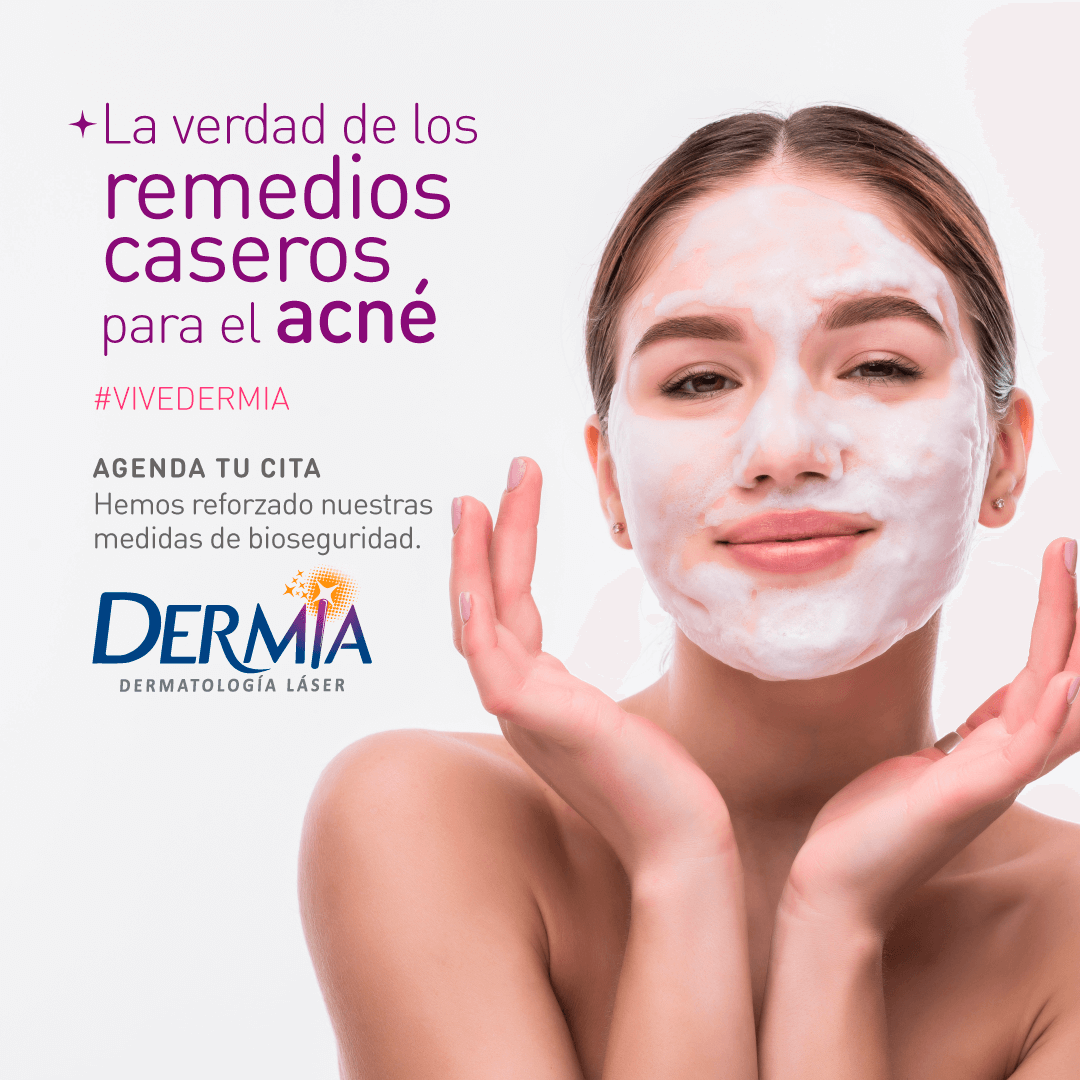 La verdad de los
remedios
caseros
para el acné
#VIVEDERMIA
AGENDA TU CITA
Hemos reforzado nuestras
medidas de bioseguridad.
DERMIA
DERMATOLOGÍA LÁSER